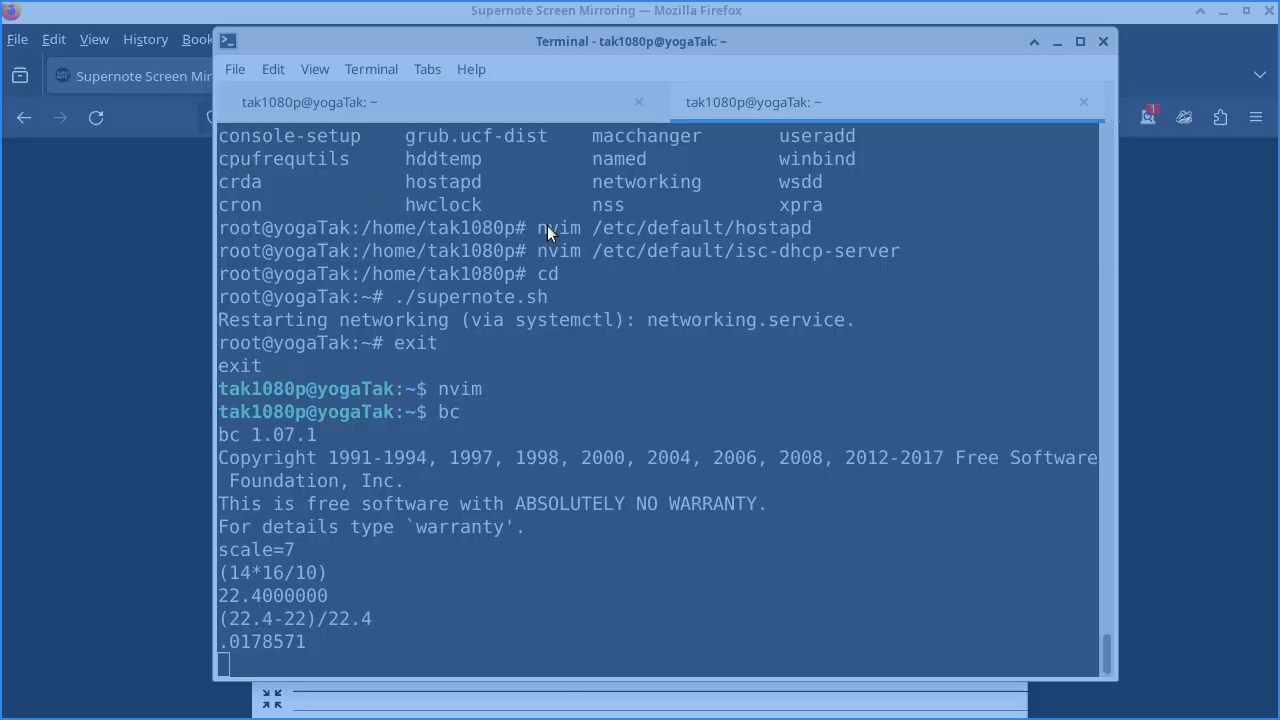 Supernote Screen Mirroring — Mozilla Firefox
File Edit View History Book
Supernote Screen Mir
1
Terminal - tak1080p@yogaTak: ~
File Edit View Terminal Tabs Help
tak1080p@yogaTak: ~ tak1080p@yogaTak: ~
console-setup grub.ucf-dist macchanger useradd
cpufrequtils hddtemp named winbind
crda hostapd networking wsdd
cron hwclock nss xpra
root@yogaTak:/home/tak1080p# nvim /etc/default/hostapd
root@yogaTak:/home/tak1080p# nvim /etc/default/isc-dhcp-server
root@yogaTak:/home/tak1080p# cd
root@yogaTak:~# ./supernote.sh
Restarting networking (via systemctl): networking.service.
root@yogaTak:~# exit
exit
tak1080p@yogaTak:~$ nvim
tak1080p@yogaTak:~$ bc
bc 1.07.1
Copyright 1991-1994, 1997, 1998, 2000, 2004, 2006, 2008, 2012-2017 Free Software
Foundation, Inc.
This is free software with ABSOLUTELY NO WARRANTY.
For details type `warranty'.
scale=7
(14*16/10)
22.4000000
(22.4-22)/22.4
.0178571